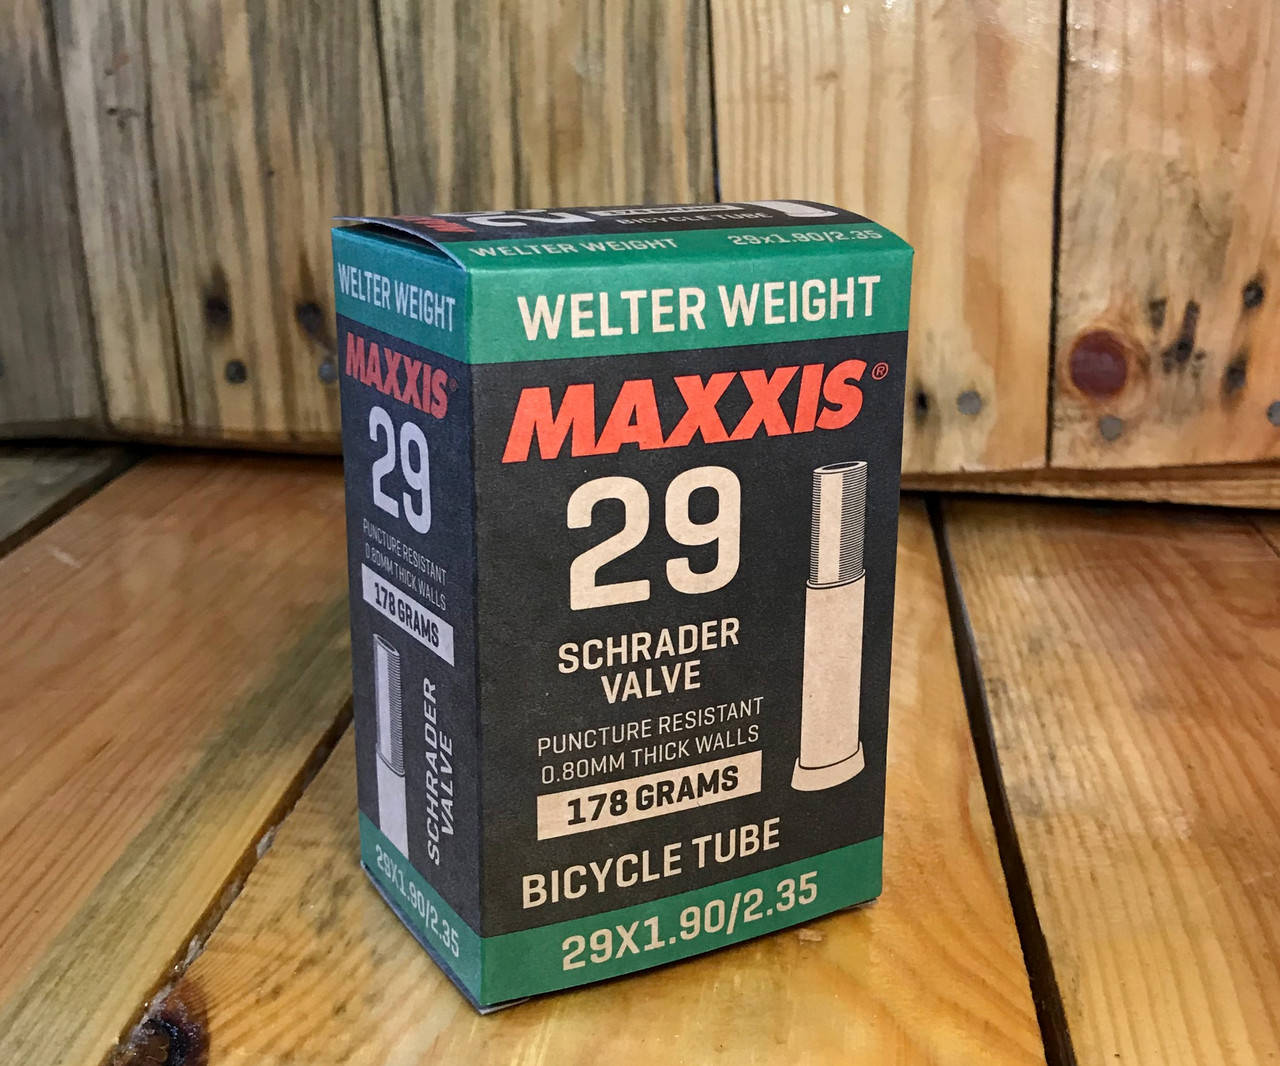 BICYCLE TUBE
WELTER WEIGHT 29x1.90/2.35
WELTER WEIGHT
MAXXIS®
29
PUNCTURE RESISTANT
0.80MM THICK WALLS
178 GRAMS
SCHRADER
VALVE
29X1.90/2.35
WELTER WEIGHT
MAXXIS®
29
SCHRADER
VALVE
PUNCTURE RESISTANT
0.80MM THICK WALLS
178 GRAMS
BICYCLE TUBE
29X1.90/2.35